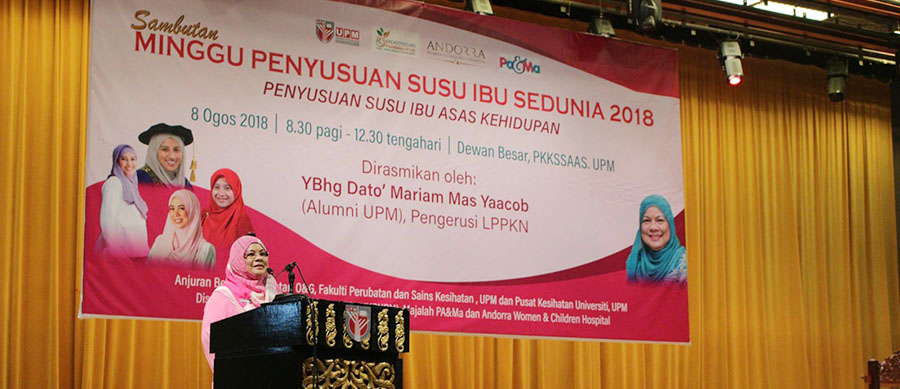 Sambutan
MINGGU PENYUSUAN SUSU IBU SEDUNIA 2018
PENYUSUAN SUSU IBU ASAS KEHIDUPAN
UPM
ANDORRA
Pa&Ma
8 Ogos 2018 | 8.30 pagi - 12.30 tengahari | Dewan Besar, PKKSSAAS. UPM
Dirasmikan oleh:
YBhg Dato' Mariam Mas Yaacob
(Alumni UPM), Pengerusi LPPKN
Anjuran O&G, Fakulti Perubatan dan Sains Kesihatan , UPM dan Pusat Kesihatan Universiti, UPM
Majalah PA&Ma dan Andorra Women & Children Hospital